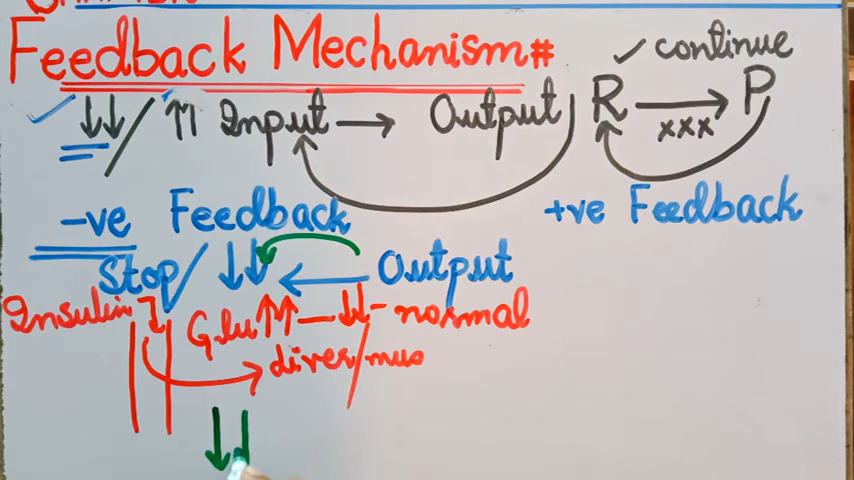 Feedback Mechanism#
✓ continue
✓ ↓↓/↑↑ Input → Output R → P
xxx
-ve Feedback +ve Feedback
Stop/↓↓ ← Output
Insulin Glu↑↑—↓↓- normal
liver/mus
↓↓